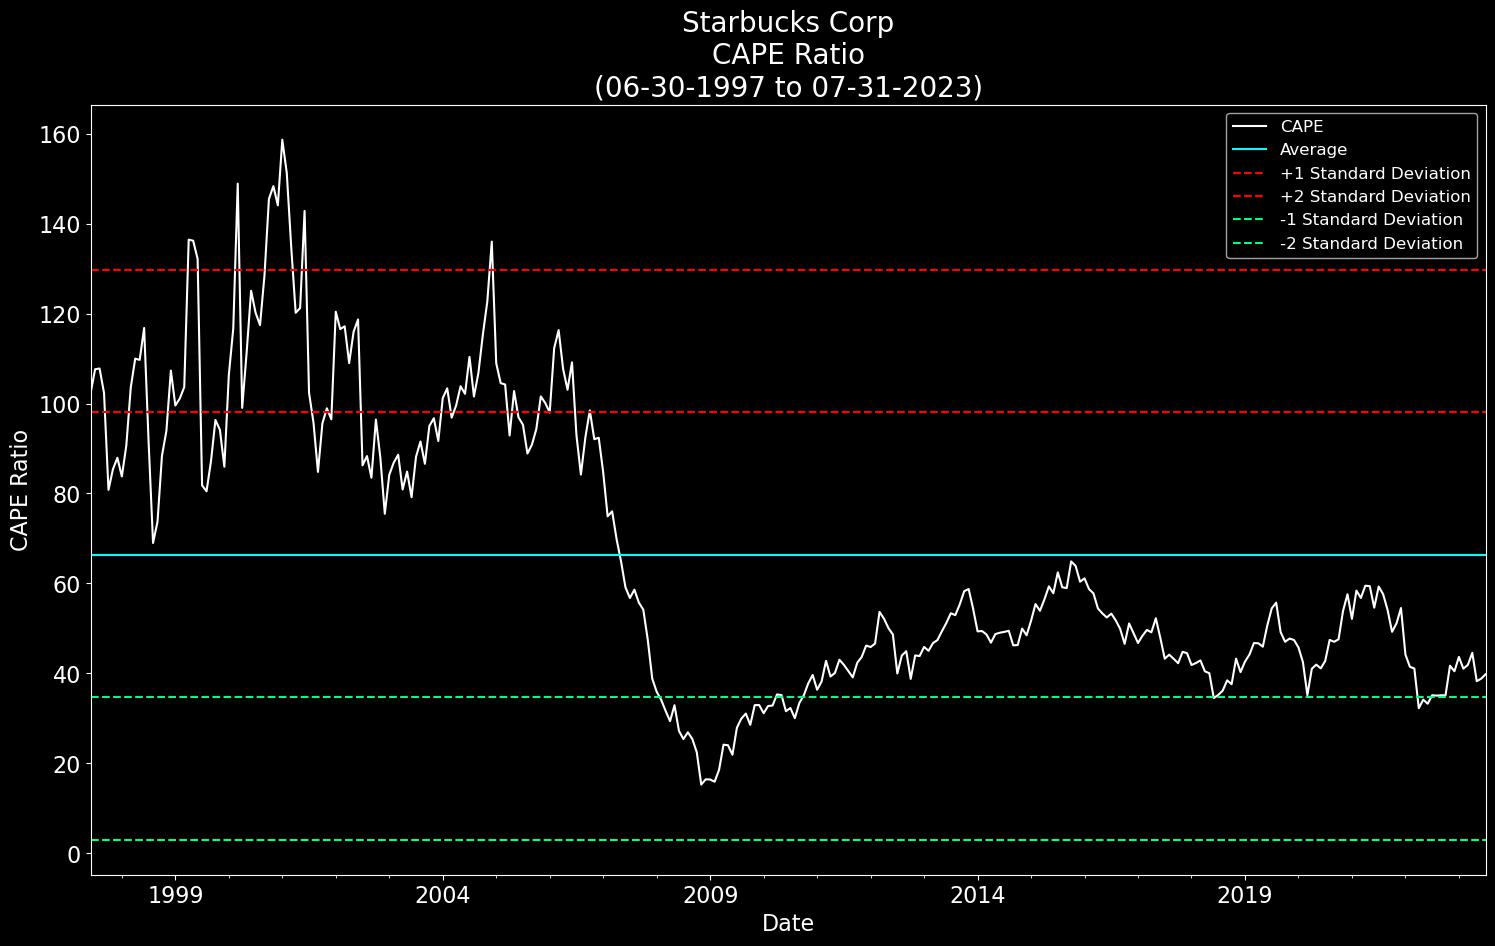 Starbucks Corp
CAPE Ratio
(06-30-1997 to 07-31-2023)
CAPE
Average
+1 Standard Deviation
+2 Standard Deviation
-1 Standard Deviation
-2 Standard Deviation
160
140
120
100
80
60
40
20
0
CAPE Ratio
1999
2004
2009
2014
2019
Date